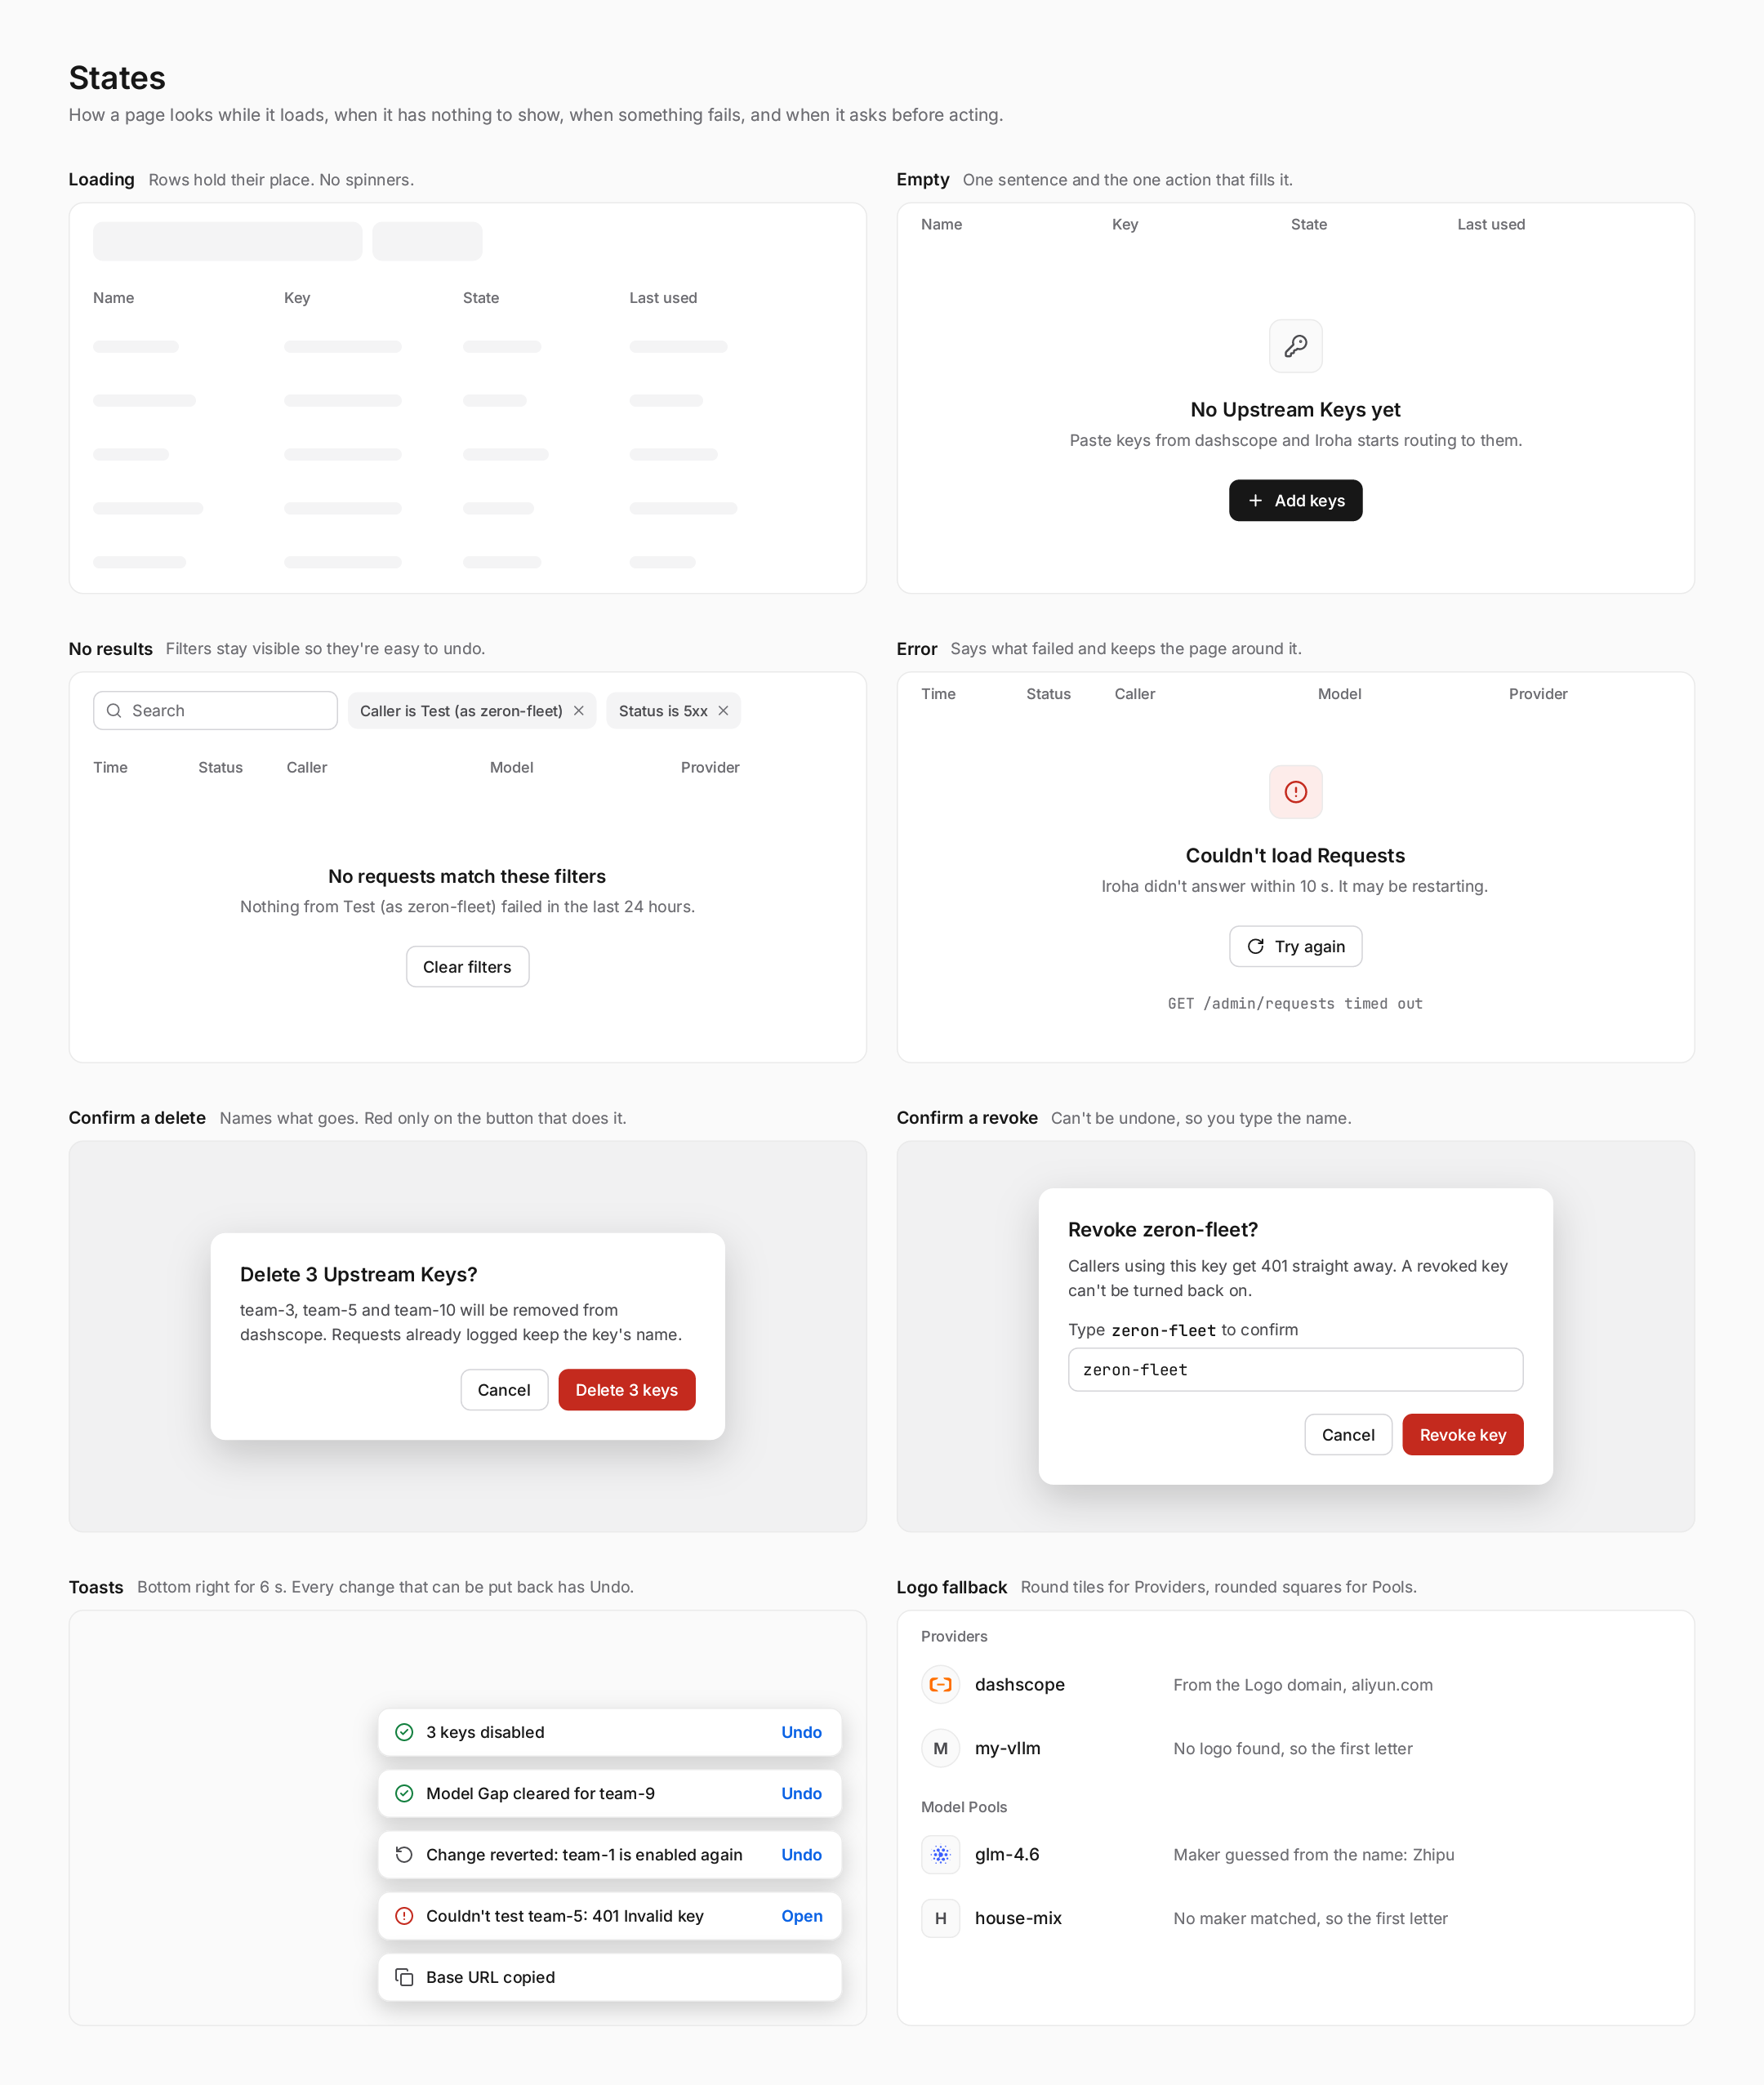 States
How a page looks while it loads, when it has nothing to show, when something fails, and when it asks before acting.
Loading Rows hold their place. No spinners.
Name Key State Last used
Empty One sentence and the one action that fills it.
Name Key State Last used
No Upstream Keys yet
Paste keys from dashscope and Iroha starts routing to them.
Add keys
No results Filters stay visible so they're easy to undo.
Search Caller is Test (as zeron-fleet) Status is 5xx
Time Status Caller Model Provider
No requests match these filters
Nothing from Test (as zeron-fleet) failed in the last 24 hours.
Clear filters
Error Says what failed and keeps the page around it.
Time Status Caller Model Provider
Couldn't load Requests
Iroha didn't answer within 10 s. It may be restarting.
Try again
GET /admin/requests timed out
Confirm a delete Names what goes. Red only on the button that does it.
Delete 3 Upstream Keys?
team-3, team-5 and team-10 will be removed from
dashscope. Requests already logged keep the key's name.
Cancel Delete 3 keys
Confirm a revoke Can't be undone, so you type the name.
Revoke zeron-fleet?
Callers using this key get 401 straight away. A revoked key
can't be turned back on.
Type zeron-fleet to confirm
zeron-fleet
Cancel Revoke key
Toasts Bottom right for 6 s. Every change that can be put back has Undo.
3 keys disabled Undo
Model Gap cleared for team-9 Undo
Change reverted: team-1 is enabled again Undo
Couldn't test team-5: 401 Invalid key Open
Base URL copied
Logo fallback Round tiles for Providers, rounded squares for Pools.
Providers
dashscope From the Logo domain, aliyun.com
M my-vllm No logo found, so the first letter
Model Pools
glm-4.6 Maker guessed from the name: Zhipu
H house-mix No maker matched, so the first letter